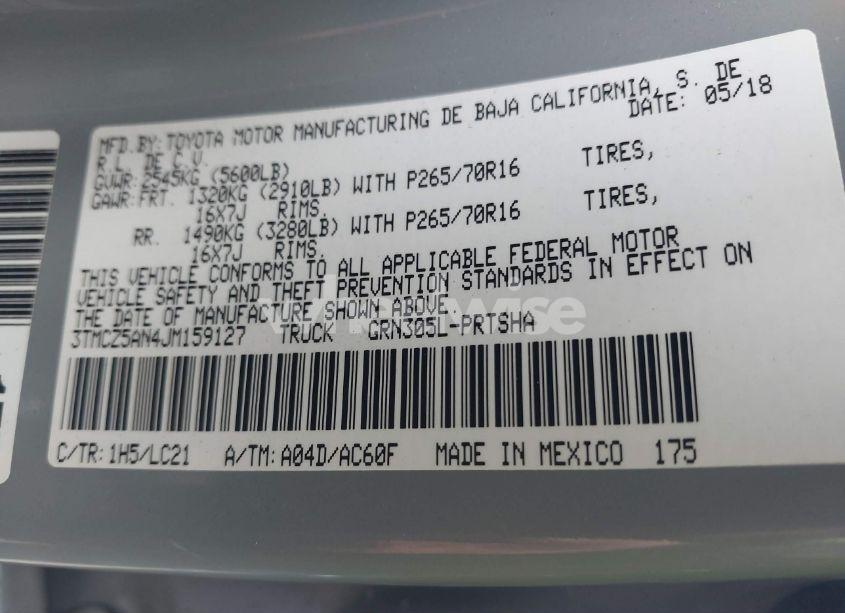 MFD.BY: TOYOTA MOTOR MANUFACTURING DE BAJA CALIFORNIA, S. DE
R.L. DE C.V. DATE: 05/18
GVWR: 2545KG (5600LB)
GAWR: FRT. 1320KG (2910LB) WITH P265/70R16 TIRES,
16X7J RIMS,
RR. 1490KG (3280LB) WITH P265/70R16 TIRES,
16X7J RIMS,
THIS VEHICLE CONFORMS TO ALL APPLICABLE FEDERAL MOTOR
VEHICLE SAFETY AND THEFT PREVENTION STANDARDS IN EFFECT ON
THE DATE OF MANUFACTURE SHOWN ABOVE.
3TMCZ5AN4JM159127 TRUCK GRN305L-PRTSHA
C/TR: 1H5/LC21 A/TM: A04D/AC60F MADE IN MEXICO 175